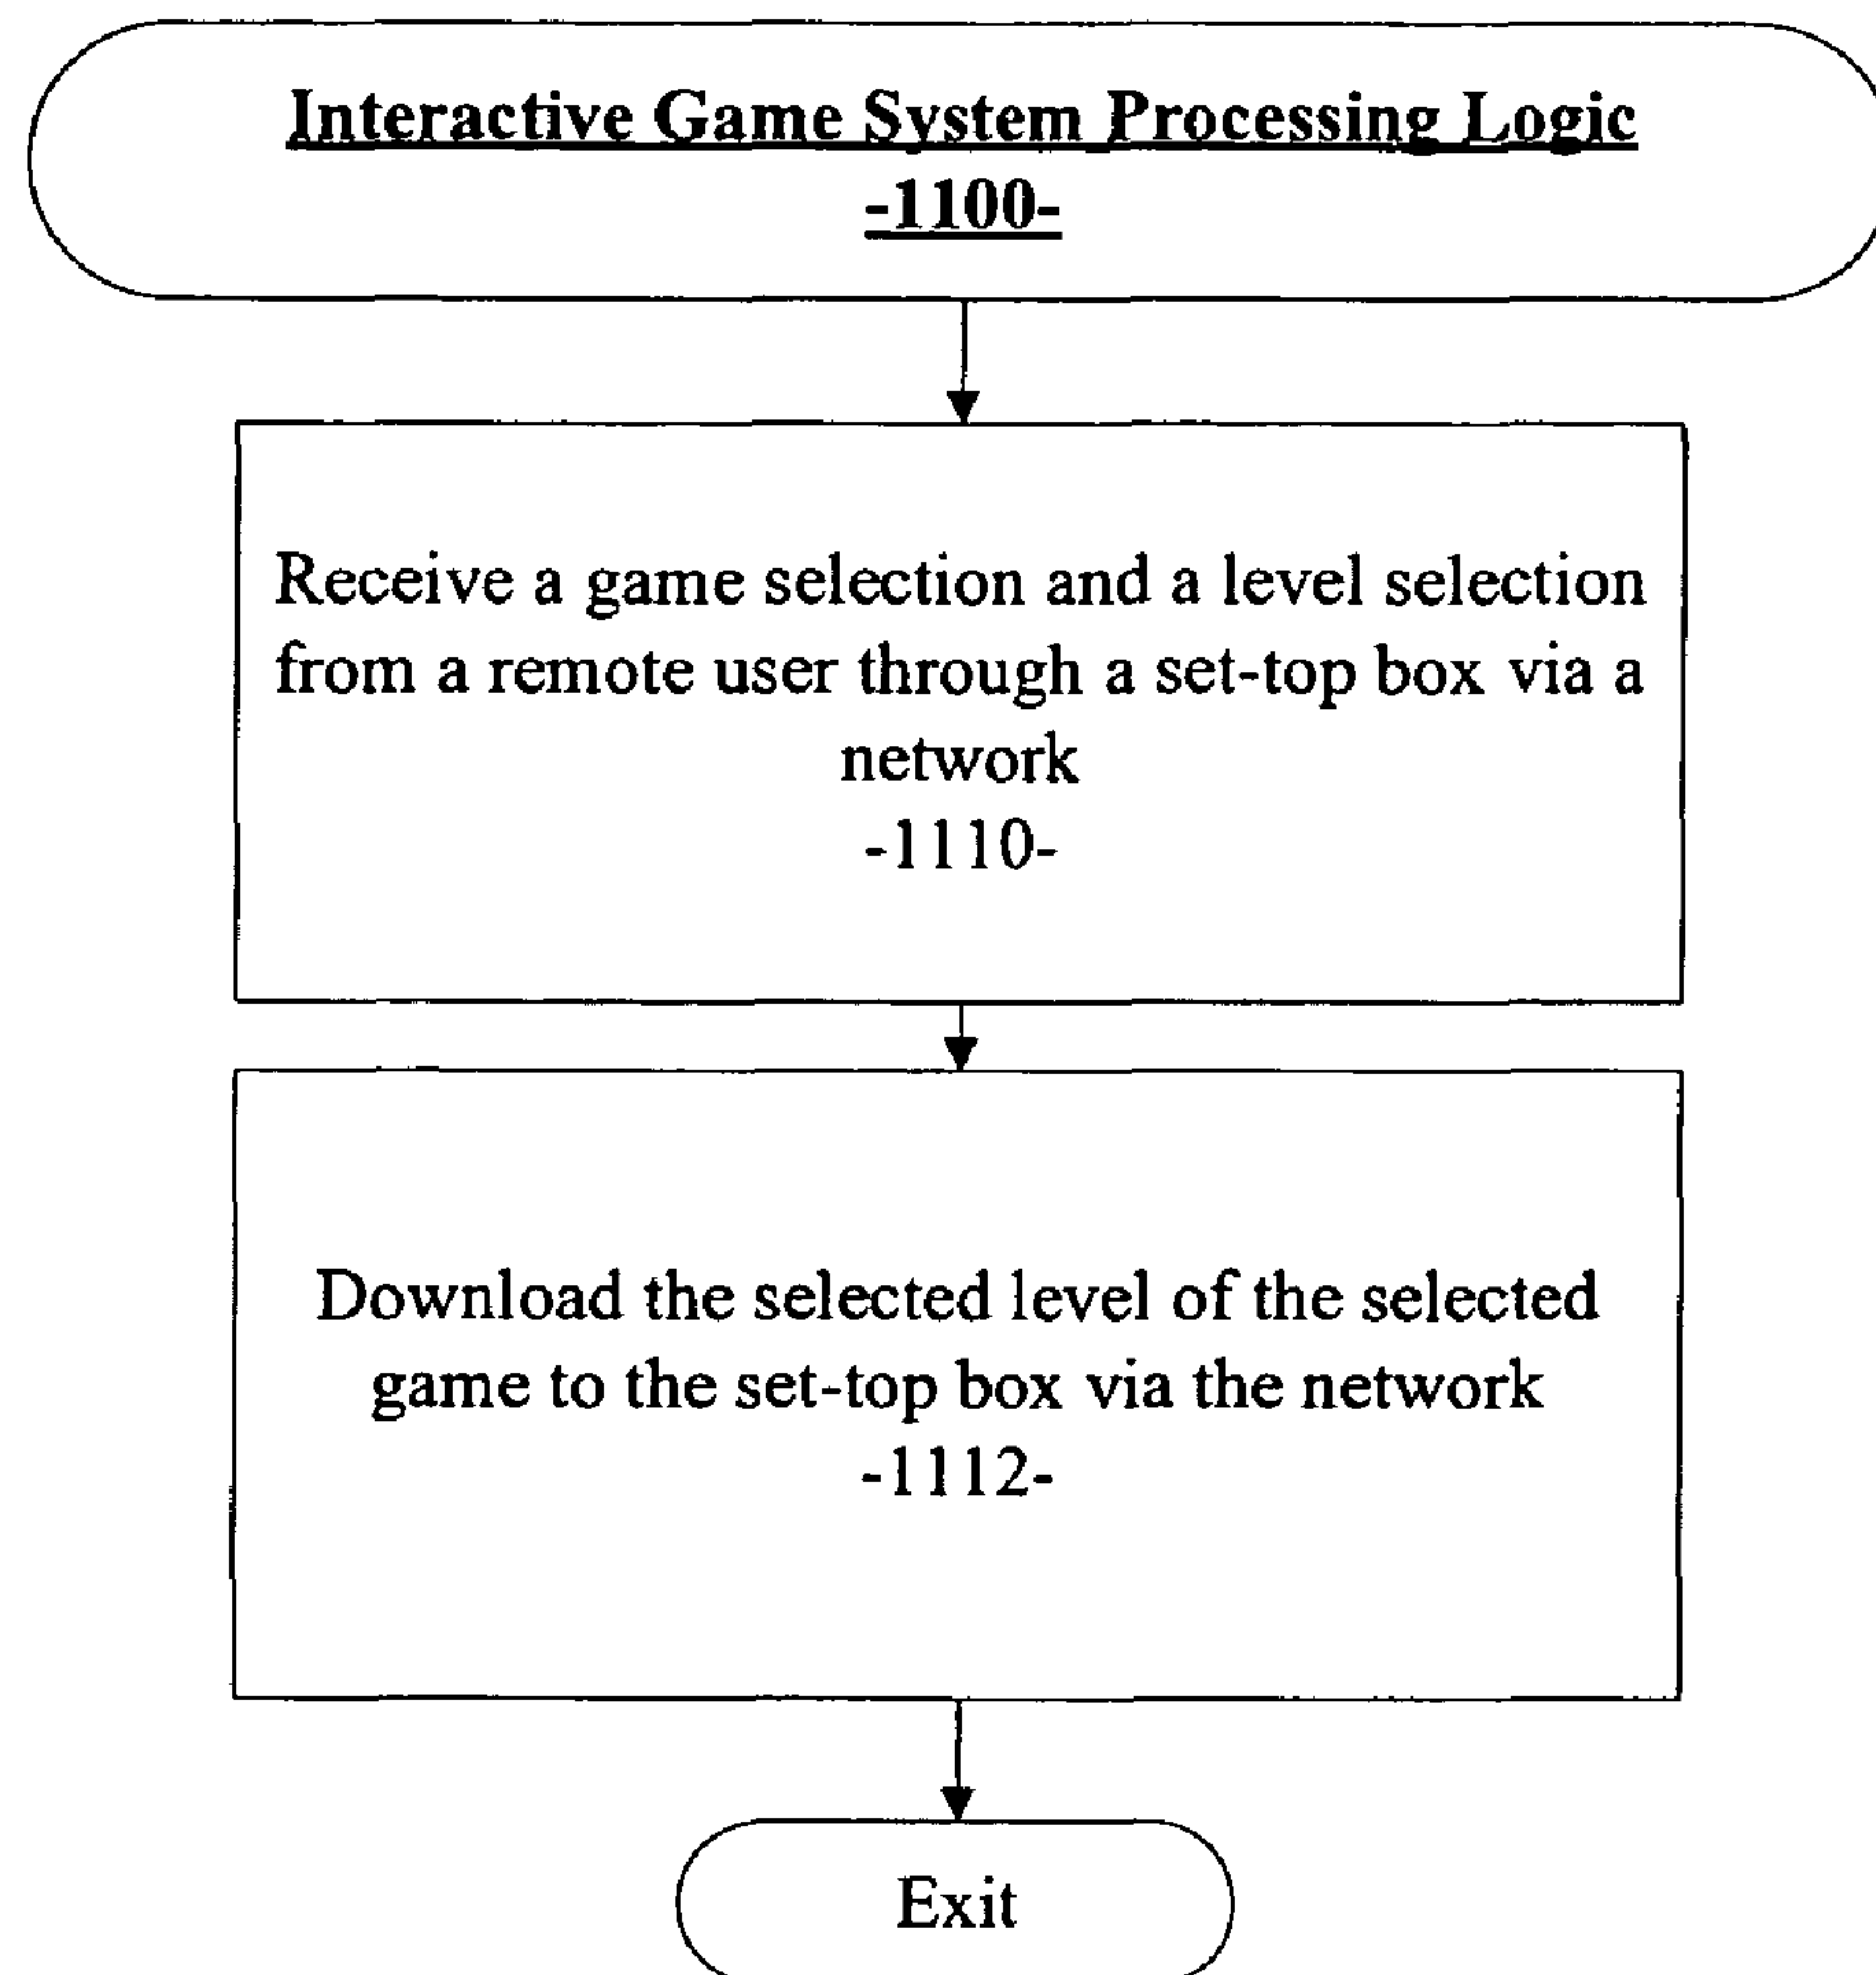 Interactive Game System Processing Logic
-1100-
Receive a game selection and a level selection
from a remote user through a set-top box via a
network
-1110-
Download the selected level of the selected
game to the set-top box via the network
-1112-
Exit